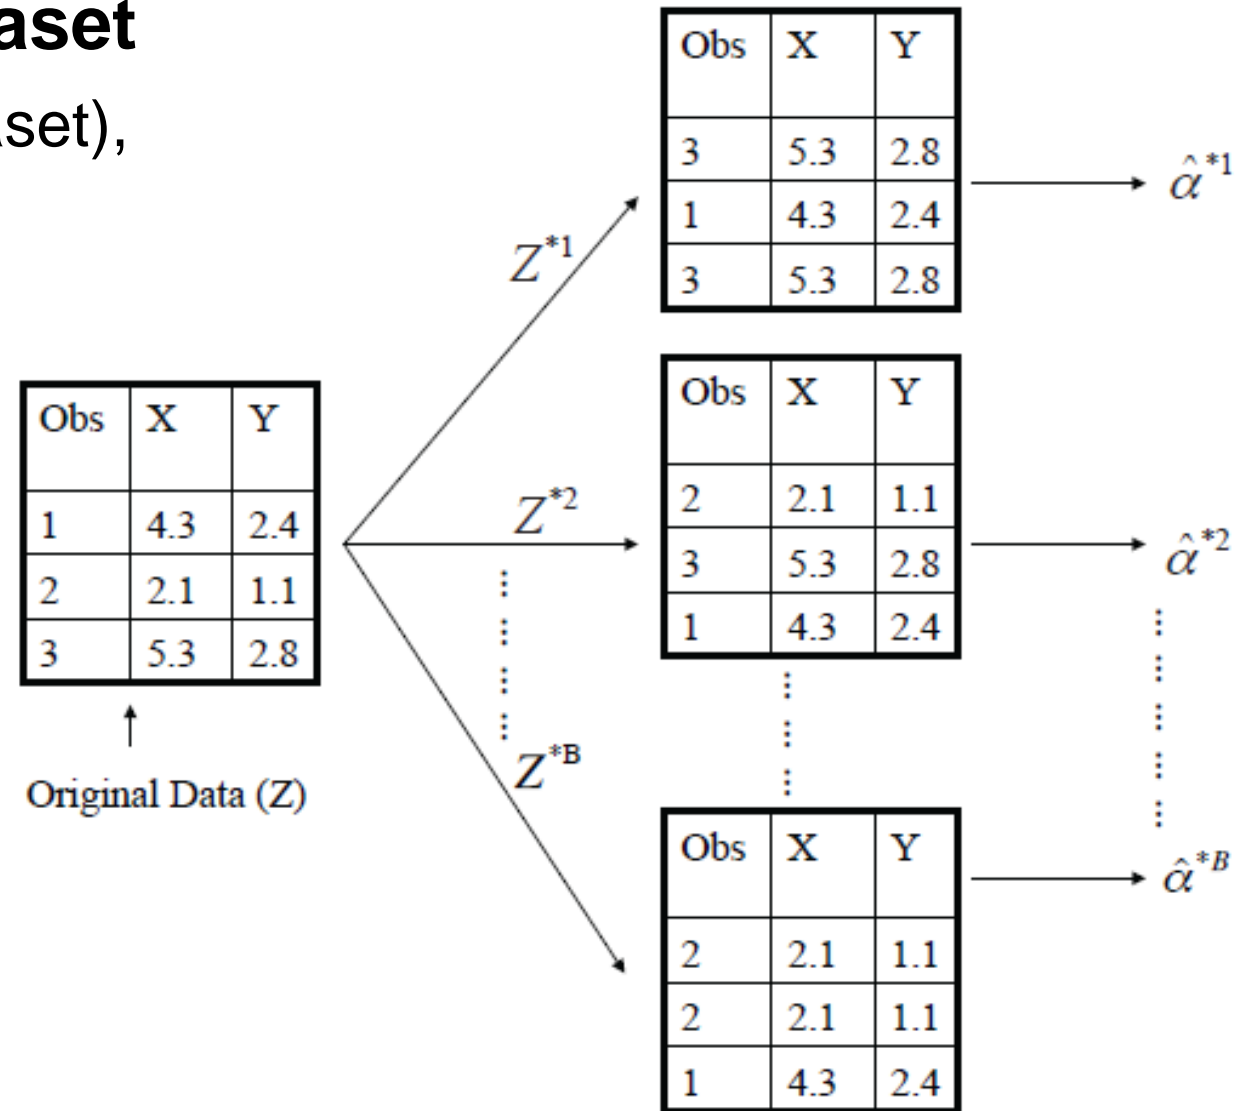 aset
set),
Obs X Y
3 5.3 2.8
1 4.3 2.4
3 5.3 2.8
α̂*1
Z*1
Obs X Y
1 4.3 2.4
2 2.1 1.1
3 5.3 2.8
Original Data (Z)
Z*2
Obs X Y
2 2.1 1.1
3 5.3 2.8
1 4.3 2.4
α̂*2
Z*B
Obs X Y
2 2.1 1.1
2 2.1 1.1
1 4.3 2.4
α̂*B